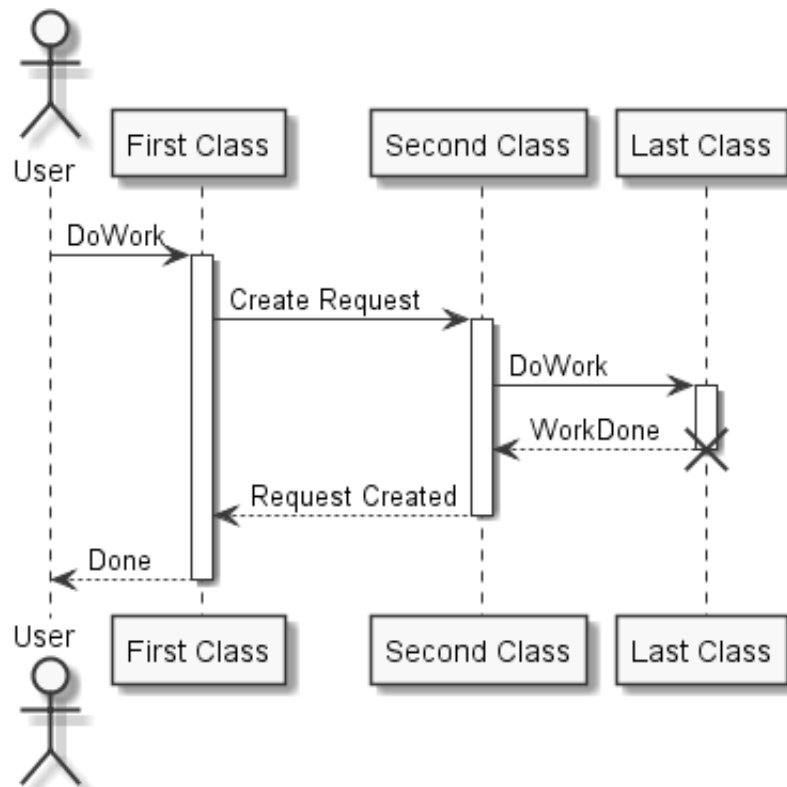 User
First Class
Second Class
Last Class
DoWork
Create Request
DoWork
WorkDone
Request Created
Done
User
First Class
Second Class
Last Class